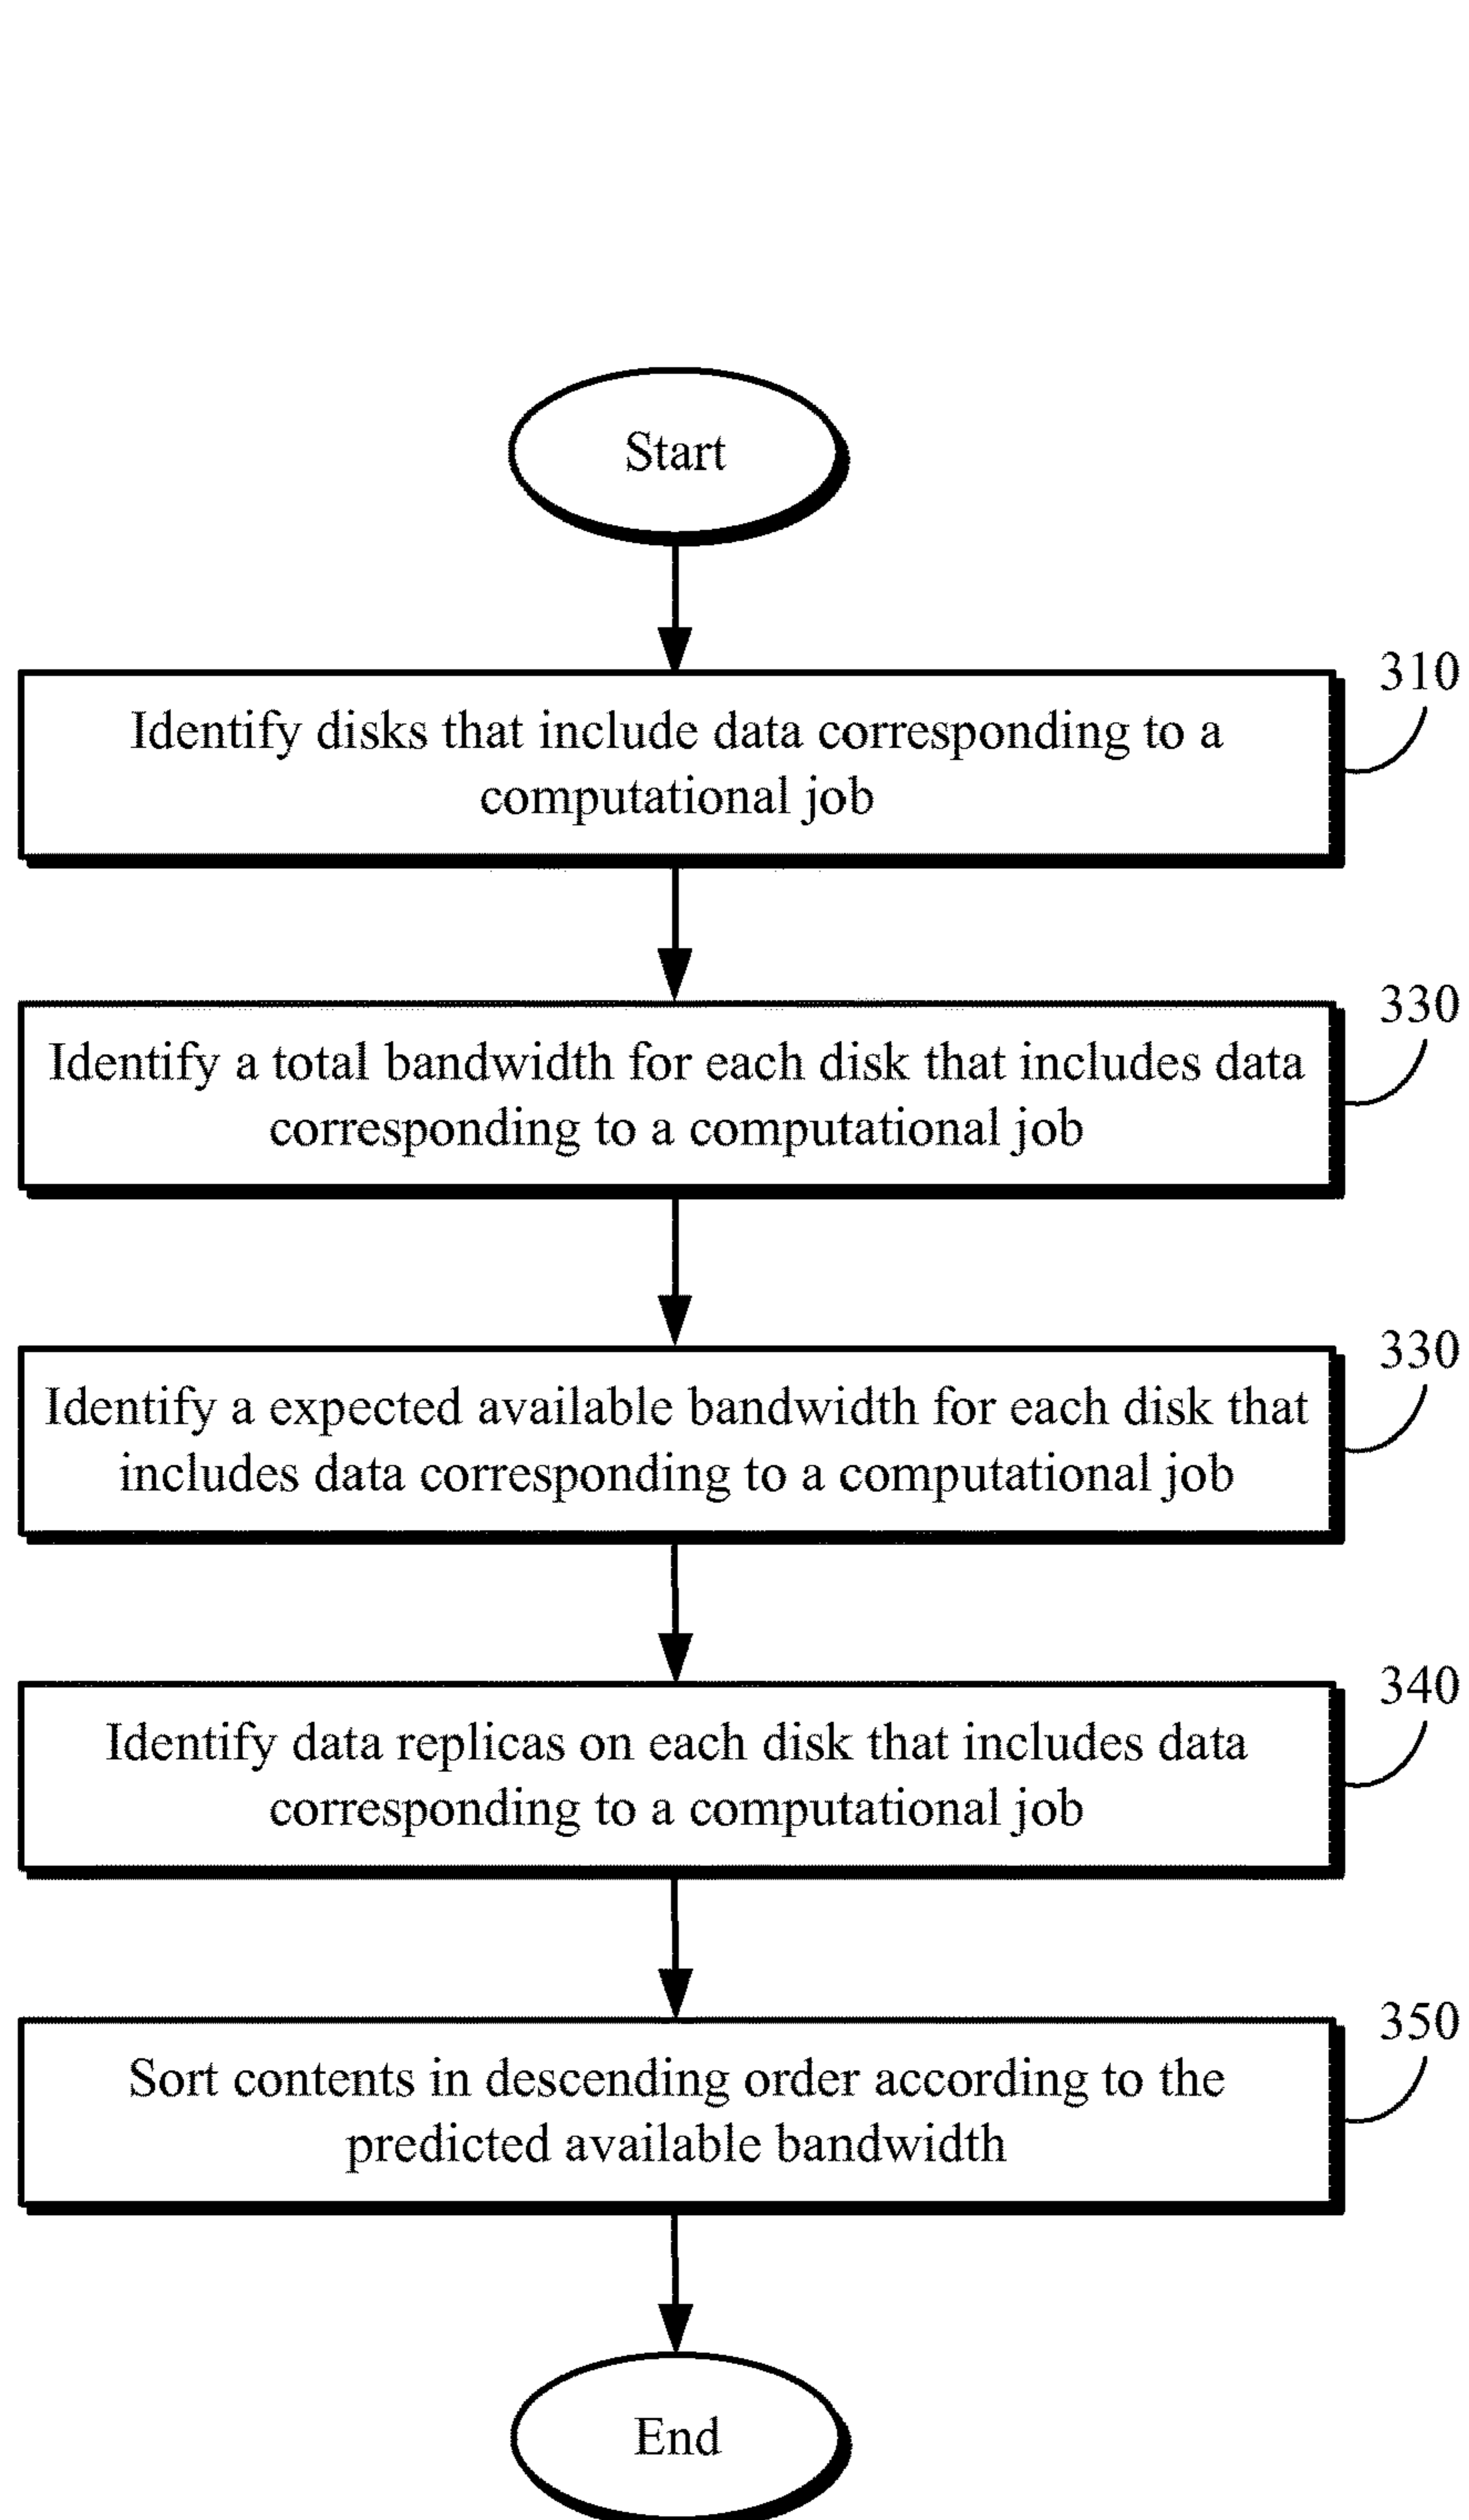 Start
310
Identify disks that include data corresponding to a
computational job
330
Identify a total bandwidth for each disk that includes data
corresponding to a computational job
330
Identify a expected available bandwidth for each disk that
includes data corresponding to a computational job
340
Identify data replicas on each disk that includes data
corresponding to a computational job
350
Sort contents in descending order according to the
predicted available bandwidth
End